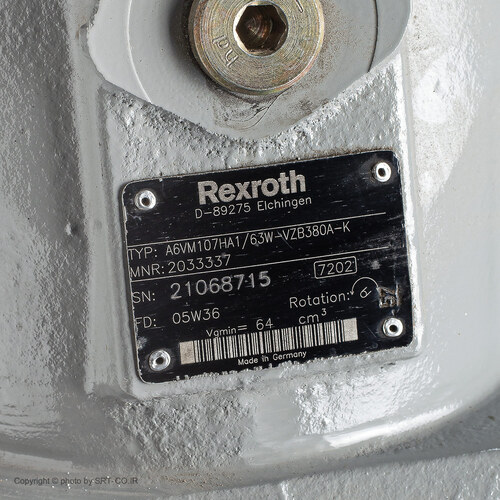 Rexroth
D-89275 Elchingen
TYP: A6VM107HA1/63W-VZB380A-K
MNR: 2033337
SN: 21068715 7202
FD: 05W36 Rotation:
Vgmin= 64 cm³
57
Made in Germany
Copyright © photo by SRT-CO.IR